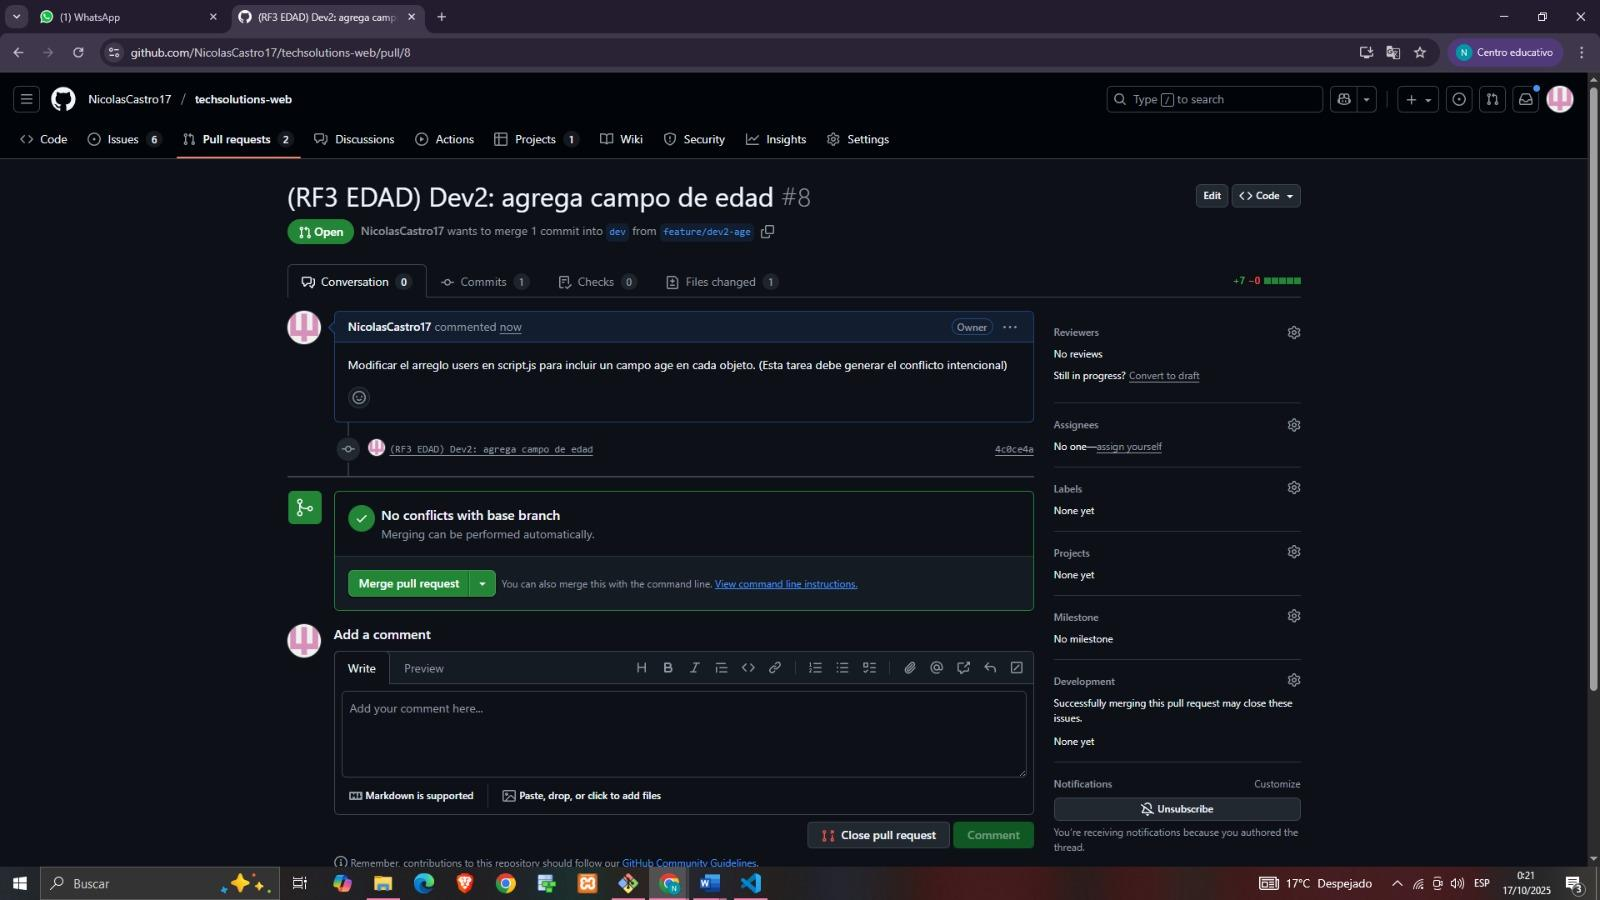 (1) WhatsApp
(RF3 EDAD) Dev2: agrega camp
github.com/NicolasCastro17/techsolutions-web/pull/8
N Centro educativo
NicolasCastro17 / techsolutions-web
Type / to search
Code
Issues 6
Pull requests 2
Discussions
Actions
Projects 1
Wiki
Security
Insights
Settings
(RF3 EDAD) Dev2: agrega campo de edad #8
Edit
Code
Open
NicolasCastro17 wants to merge 1 commit into dev from feature/dev2-age
Conversation 0
Commits 1
Checks 0
Files changed 1
+7 −0
NicolasCastro17 commented now
Owner
Modificar el arreglo users en script.js para incluir un campo age en cada objeto. (Esta tarea debe generar el conflicto intencional)
(RF3 EDAD) Dev2: agrega campo de edad
4c0ce4a
No conflicts with base branch
Merging can be performed automatically.
Merge pull request
You can also merge this with the command line. View command line instructions.
Add a comment
Write
Preview
Add your comment here...
Markdown is supported
Paste, drop, or click to add files
Close pull request
Comment
Remember, contributions to this repository should follow our GitHub Community Guidelines.
Reviewers
No reviews
Still in progress? Convert to draft
Assignees
No one—assign yourself
Labels
None yet
Projects
None yet
Milestone
No milestone
Development
Successfully merging this pull request may close these
issues.
None yet
Notifications
Customize
Unsubscribe
You're receiving notifications because you authored the
thread.
Buscar
17°C Despejado
ESP
0:21
17/10/2025
3